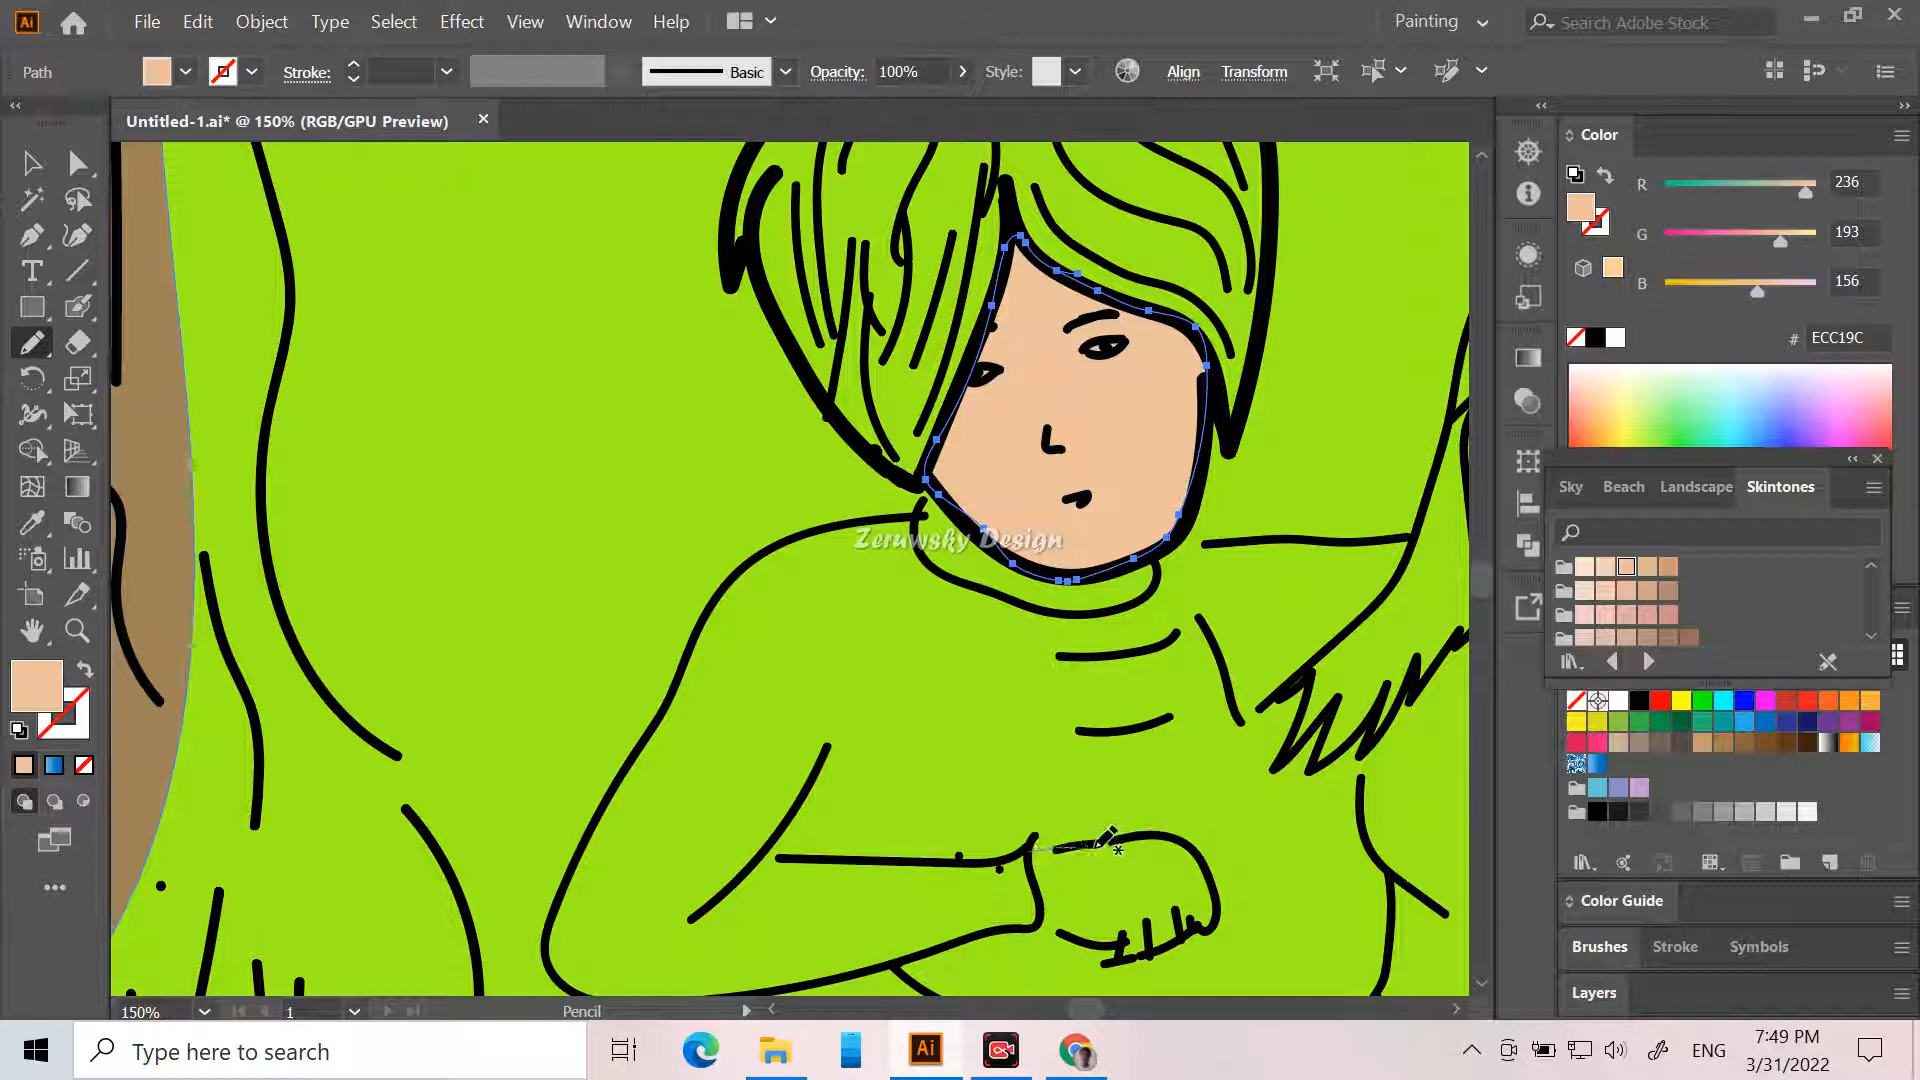 Ai
File Edit Object Type Select Effect View Window Help
Painting
Search Adobe Stock
Path
Stroke:
Basic
Opacity: 100%
Style:
Align
Transform
Untitled-1.ai* @ 150% (RGB/GPU Preview)
Color
R 236
G 193
B 156
# ECC19C
Sky Beach Landscape Skintones
Zeruwsky Design
Color Guide
Brushes Stroke Symbols
Layers
150%
1
Pencil
Type here to search
Ai
ENG
7:49 PM
3/31/2022